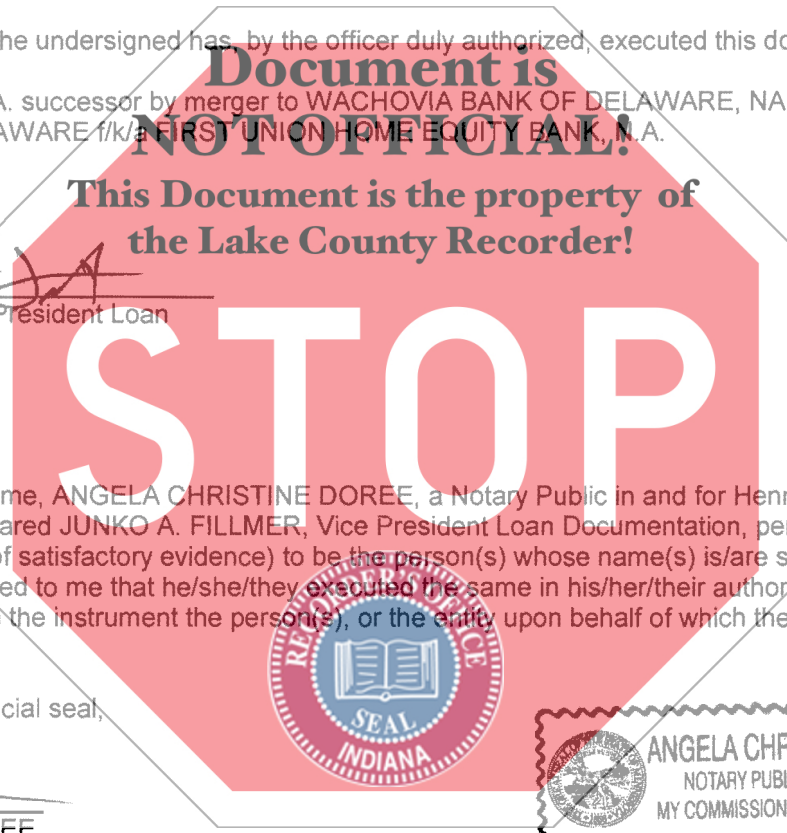 he undersigned has, by the officer duly authorized, executed this do
Document is
A. successor by merger to WACHOVIA BANK OF DELAWARE, NA
AWARE f/k/a FIRST UNION HOME EQUITY BANK, N.A.
NOT OFFICIAL!
This Document is the property of
the Lake County Recorder!
President Loan
STOP
me, ANGELA CHRISTINE DOREE, a Notary Public in and for Henn
ared JUNKO A. FILLMER, Vice President Loan Documentation, per
of satisfactory evidence) to be the person(s) whose name(s) is/are s
ed to me that he/she/they executed the same in his/her/their author
the instrument the person(s), or the entity upon behalf of which the
RECORDER'S OFFICE
SEAL
INDIANA
cial seal,
ANGELA CHR
NOTARY PUBL
MY COMMISSION
EE